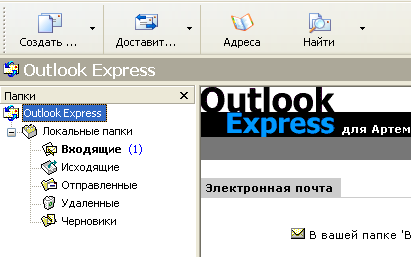 Создать ... Доставит... Адреса Найти
Outlook Express
Папки
Outlook Express
Локальные папки
Входящие (1)
Исходящие
Отправленные
Удаленные
Черновики
Outlook
Express для Артем
Электронная почта
В вашей папке 'В